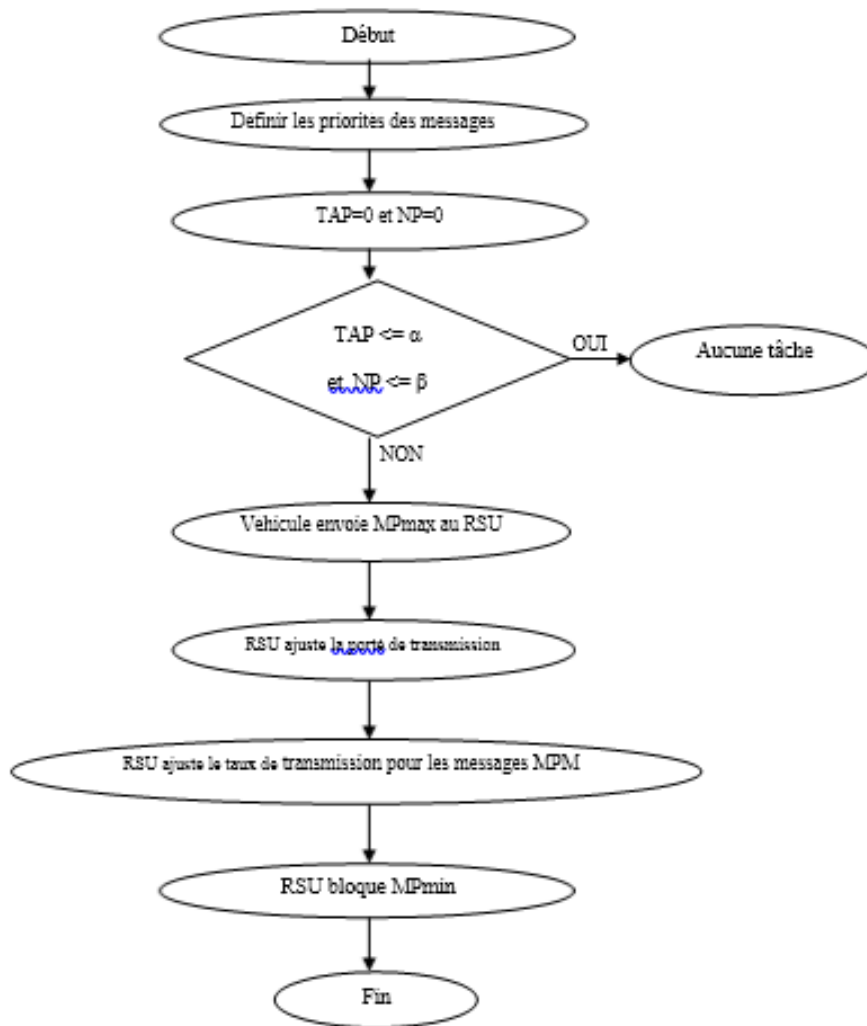 Début
Definir les priorites des messages
TAP=0 et NP=0
TAP <= α
et NP <= β
OUI
Aucune tâche
NON
Vehicule envoie MPmax au RSU
RSU ajuste la porté de transmission
RSU ajuste le taux de transmission pour les messages MPM
RSU bloque MPmin
Fin